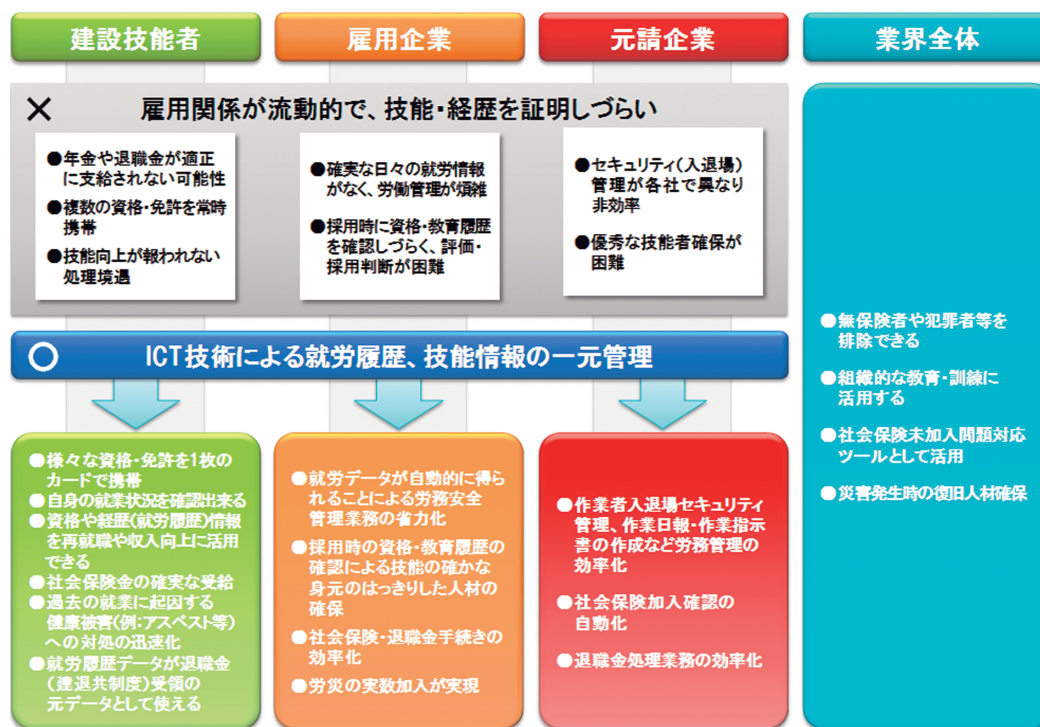 建設技能者
雇用企業
元請企業
業界全体
× 雇用関係が流動的で、技能・経歴を証明しづらい
●年金や退職金が適正
に支給されない可能性
●複数の資格・免許を常時
携帯
●技能向上が報われない
処理境遇
●確実な日々の就労情報
がなく、労働管理が煩雑
●採用時に資格・教育履歴
を確認しづらく、評価・
採用判断が困難
●セキュリティ(入退場)
管理が各社で異なり
非効率
●優秀な技能者確保が
困難
○ ICT技術による就労履歴、技能情報の一元管理
●様々な資格・免許を1枚の
カードで携帯
●自身の就業状況を確認出来る
●資格や経歴(就労履歴)情報
を再就職や収入向上に活用
できる
●社会保険金の確実な受給
●過去の就業に起因する
健康被害(例:アスベスト等)
への対処の迅速化
●就労履歴データが退職金
(建退共制度)受領の
元データとして使える
●就労データが自動的に得ら
れることによる労務安全
管理業務の省力化
●採用時の資格・教育履歴の
確認による技能の確かな
身元のはっきりした人材の
確保
●社会保険・退職金手続きの
効率化
●労災の実数加入が実現
●作業者入退場セキュリティ
管理、作業日報・作業指示
書の作成など労務管理の
効率化
●社会保険加入確認の
自動化
●退職金処理業務の効率化
●無保険者や犯罪者等を
排除できる
●組織的な教育・訓練に
活用する
●社会保険未加入問題対応
ツールとして活用
●災害発生時の復旧人材確保